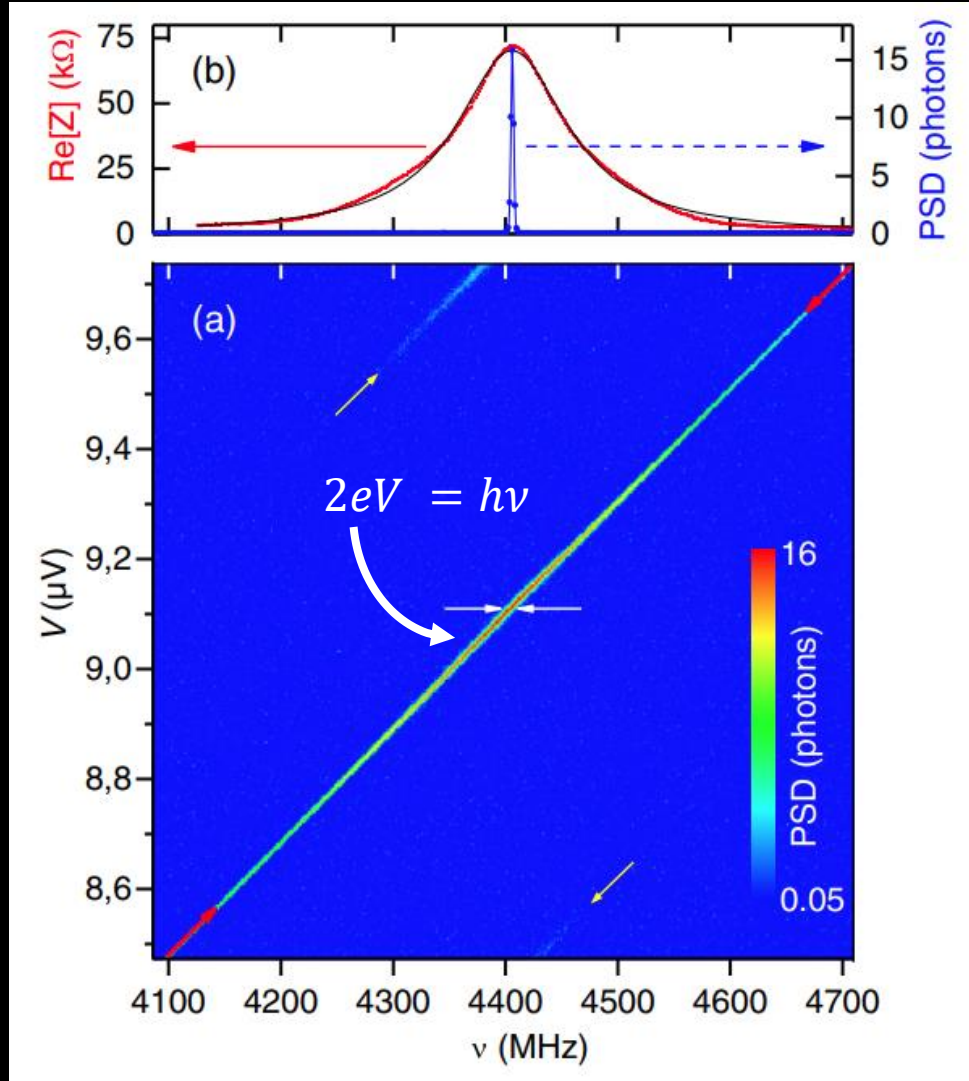 75
50
25
0
Re[Z] (kΩ)
(b)
15
10
5
0
PSD (photons)
(a)
9,6
9,4
9,2
9,0
8,8
8,6
V (µV)
2eV = hν
16
PSD (photons)
0.05
4100 4200 4300 4400 4500 4600 4700
ν (MHz)